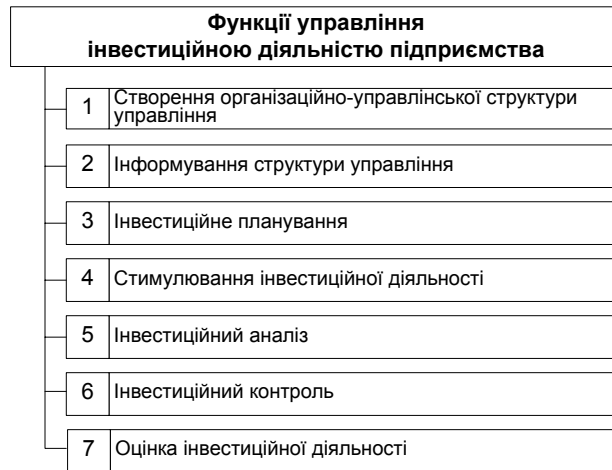 Функції управління
інвестиційною діяльністю підприємства
1 Створення організаційно-управлінської структури
управління
2 Інформування структури управління
3 Інвестиційне планування
4 Стимулювання інвестиційної діяльності
5 Інвестиційний аналіз
6 Інвестиційний контроль
7 Оцінка інвестиційної діяльності